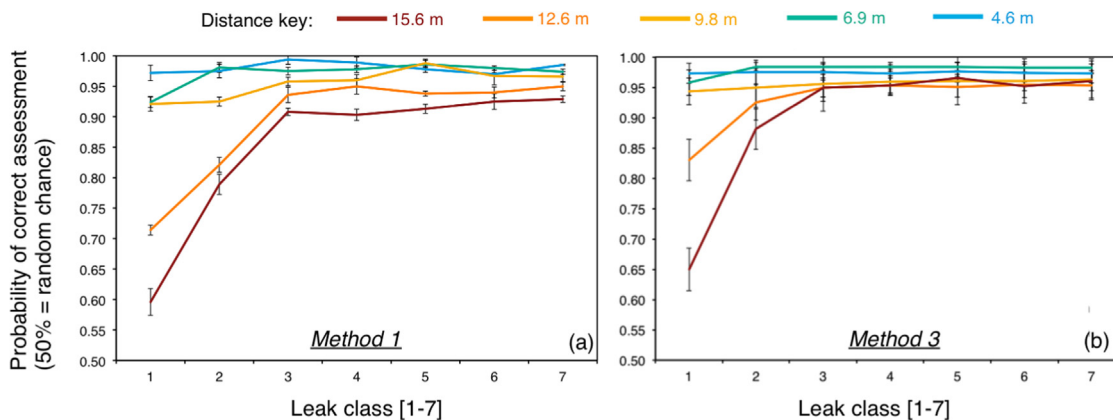 Distance key: 15.6 m 12.6 m 9.8 m 6.9 m 4.6 m
Probability of correct assessment
(50% = random chance)
1.00
0.95
0.90
0.85
0.80
0.75
0.70
0.65
0.60
0.55
0.50
Method 1 (a)
1 2 3 4 5 6 7
Leak class [1-7]
1.00
0.95
0.90
0.85
0.80
0.75
0.70
0.65
0.60
0.55
0.50
Method 3 (b)
1 2 3 4 5 6 7
Leak class [1-7]